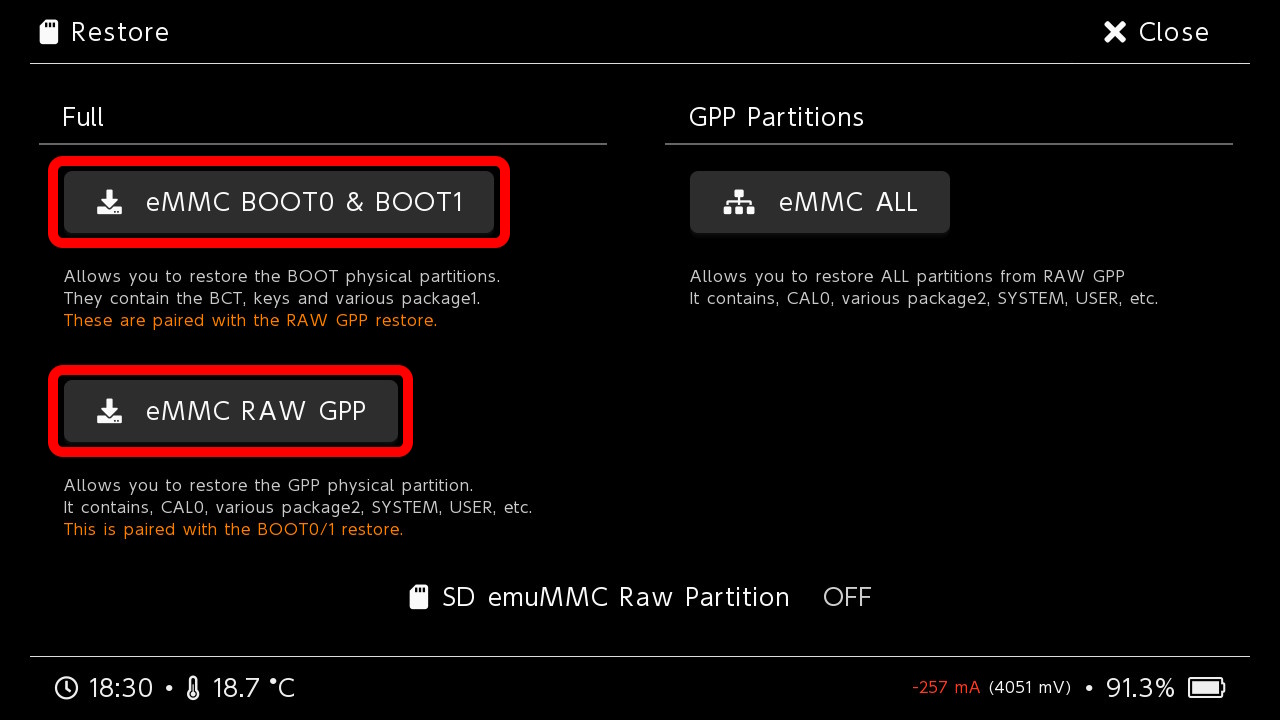 Restore
Close
Full
eMMC BOOT0 & BOOT1
Allows you to restore the BOOT physical partitions.
They contain the BCT, keys and various package1.
These are paired with the RAW GPP restore.
eMMC RAW GPP
Allows you to restore the GPP physical partition.
It contains, CAL0, various package2, SYSTEM, USER, etc.
This is paired with the BOOT0/1 restore.
GPP Partitions
eMMC ALL
Allows you to restore ALL partitions from RAW GPP
It contains, CAL0, various package2, SYSTEM, USER, etc.
SD emuMMC Raw Partition OFF
18:30 • 18.7 °C
-257 mA (4051 mV) • 91.3%